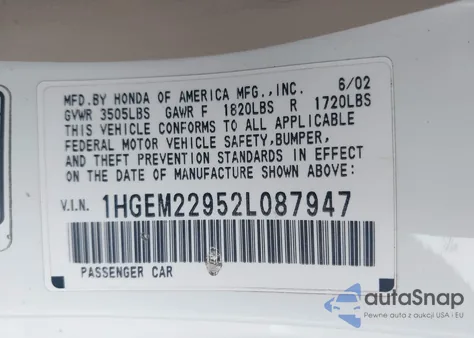 MFD.BY HONDA OF AMERICA MFG.,INC. 6/02
GVWR 3505LBS GAWR F 1820LBS R 1720LBS
THIS VEHICLE CONFORMS TO ALL APPLICABLE
FEDERAL MOTOR VEHICLE SAFETY,BUMPER,
AND THEFT PREVENTION STANDARDS IN EFFECT
ON THE DATE OF MANUFACTURE SHOWN ABOVE:
V.I.N. 1HGEM22952L087947
PASSENGER CAR
autoSnap
Pewne auta z aukcji USA i EU